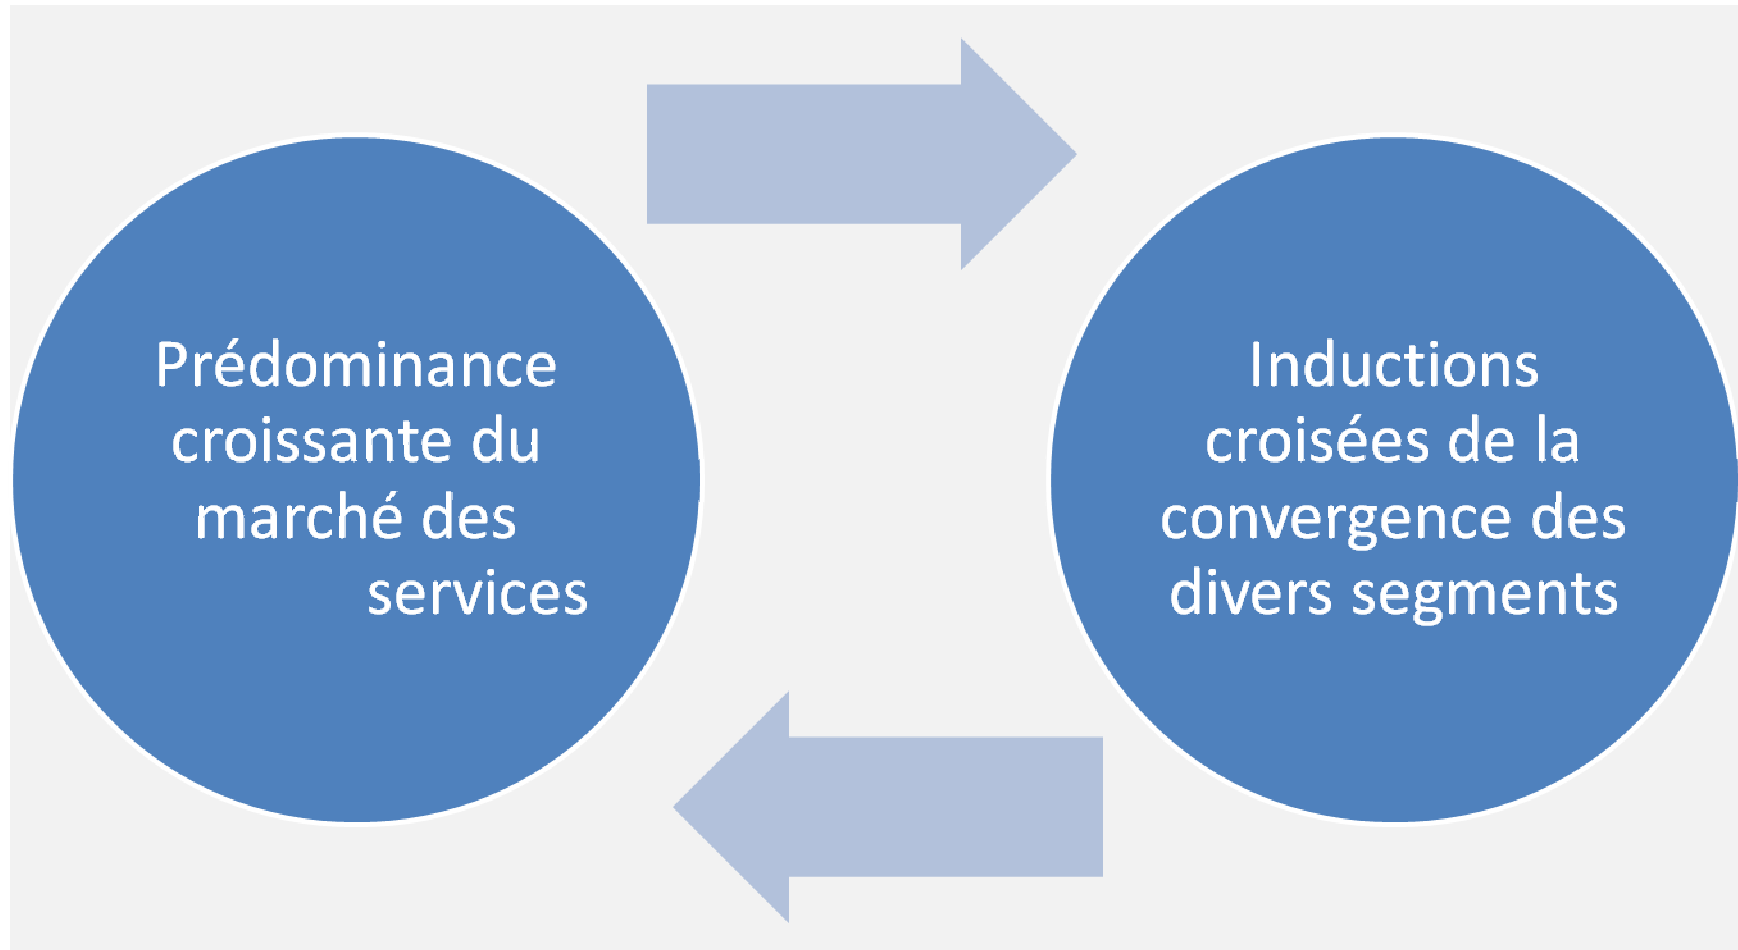 Prédominance
croissante du
marché des
services
Inductions
croisées de la
convergence des
divers segments